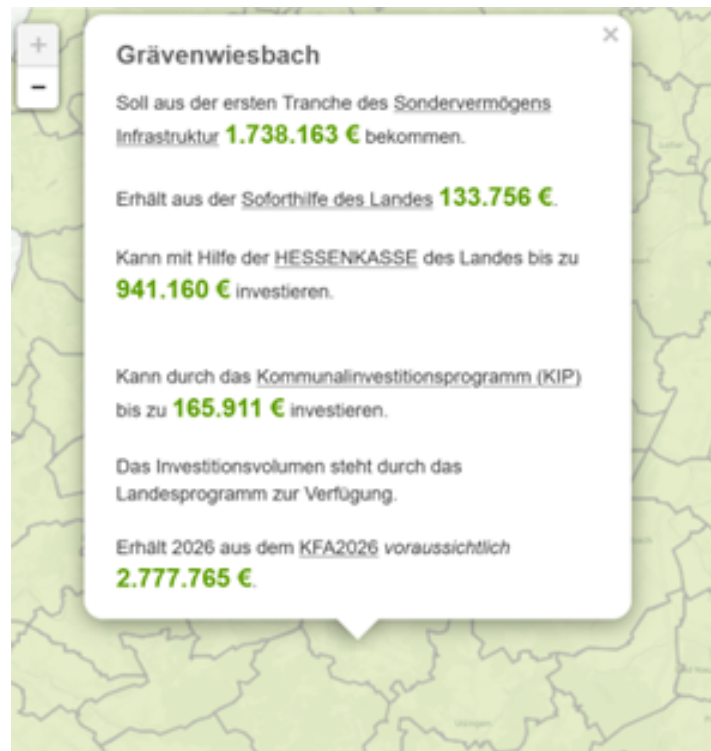 +
−
×
Grävenwiesbach
Soll aus der ersten Tranche des Sondervermögens
Infrastruktur 1.738.163 € bekommen.
Erhält aus der Soforthilfe des Landes 133.756 €.
Kann mit Hilfe der HESSENKASSE des Landes bis zu
941.160 € investieren.
Kann durch das Kommunalinvestitionsprogramm (KIP)
bis zu 165.911 € investieren.
Das Investitionsvolumen steht durch das
Landesprogramm zur Verfügung.
Erhält 2026 aus dem KFA2026 voraussichtlich
2.777.765 €.
Usingen